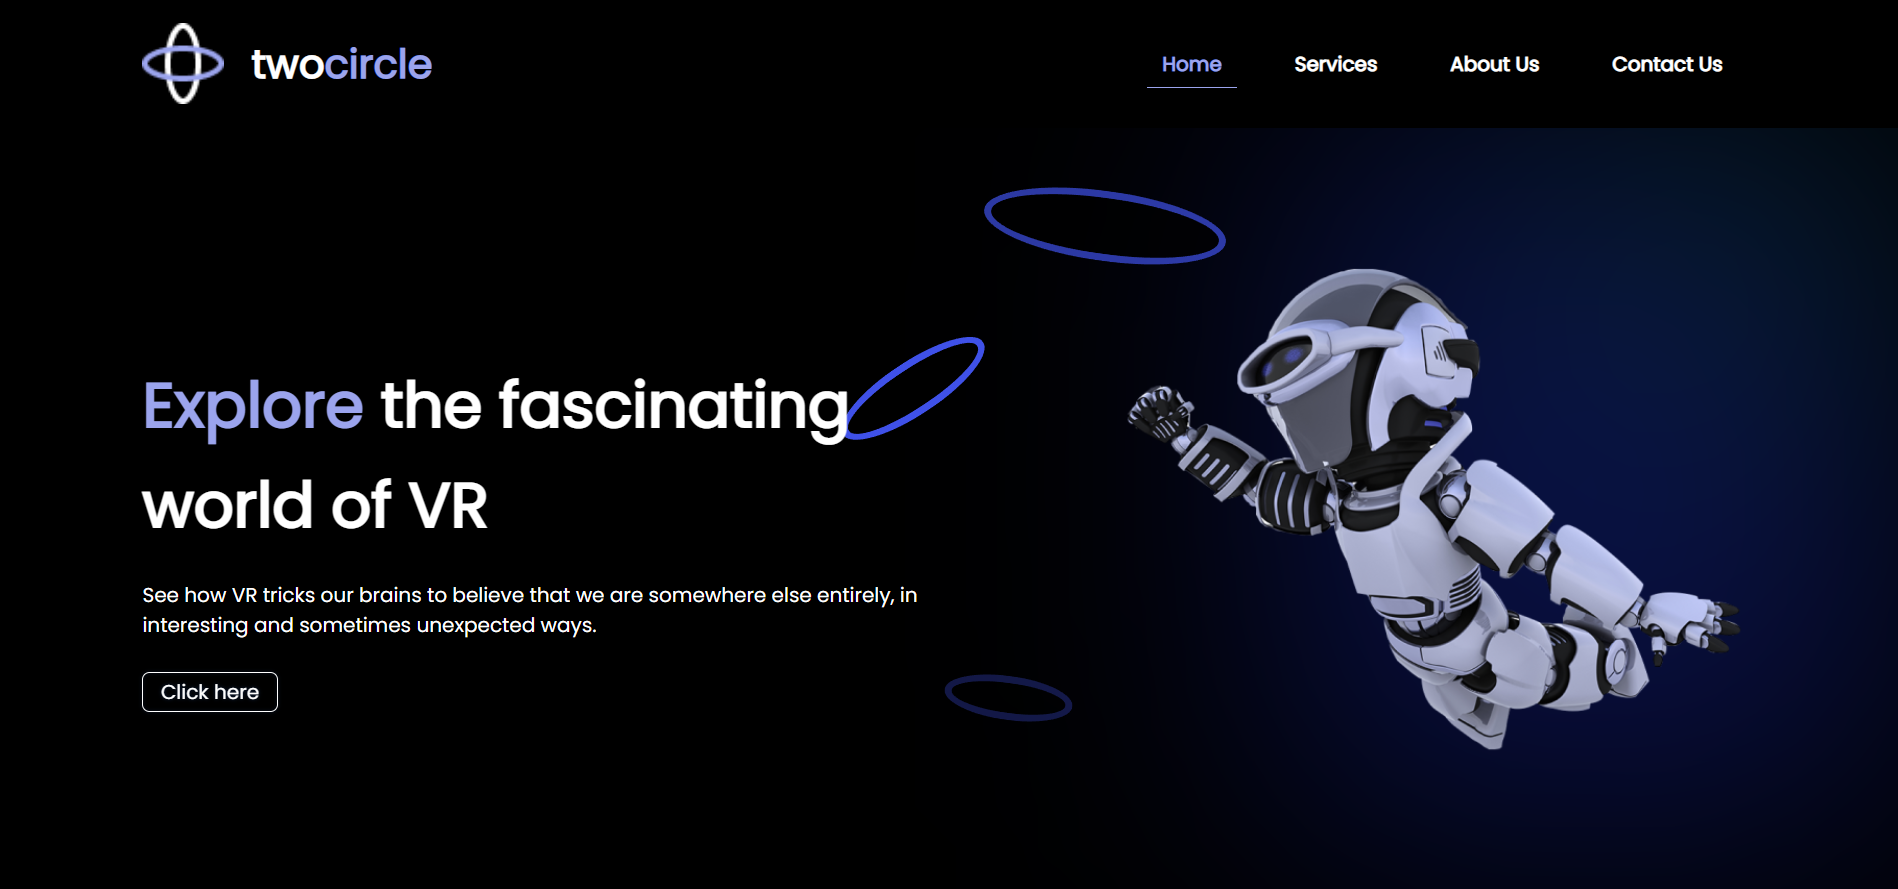 twocircle
Home Services About Us Contact Us
Explore the fascinating
world of VR
See how VR tricks our brains to believe that we are somewhere else entirely, in
interesting and sometimes unexpected ways.
Click here